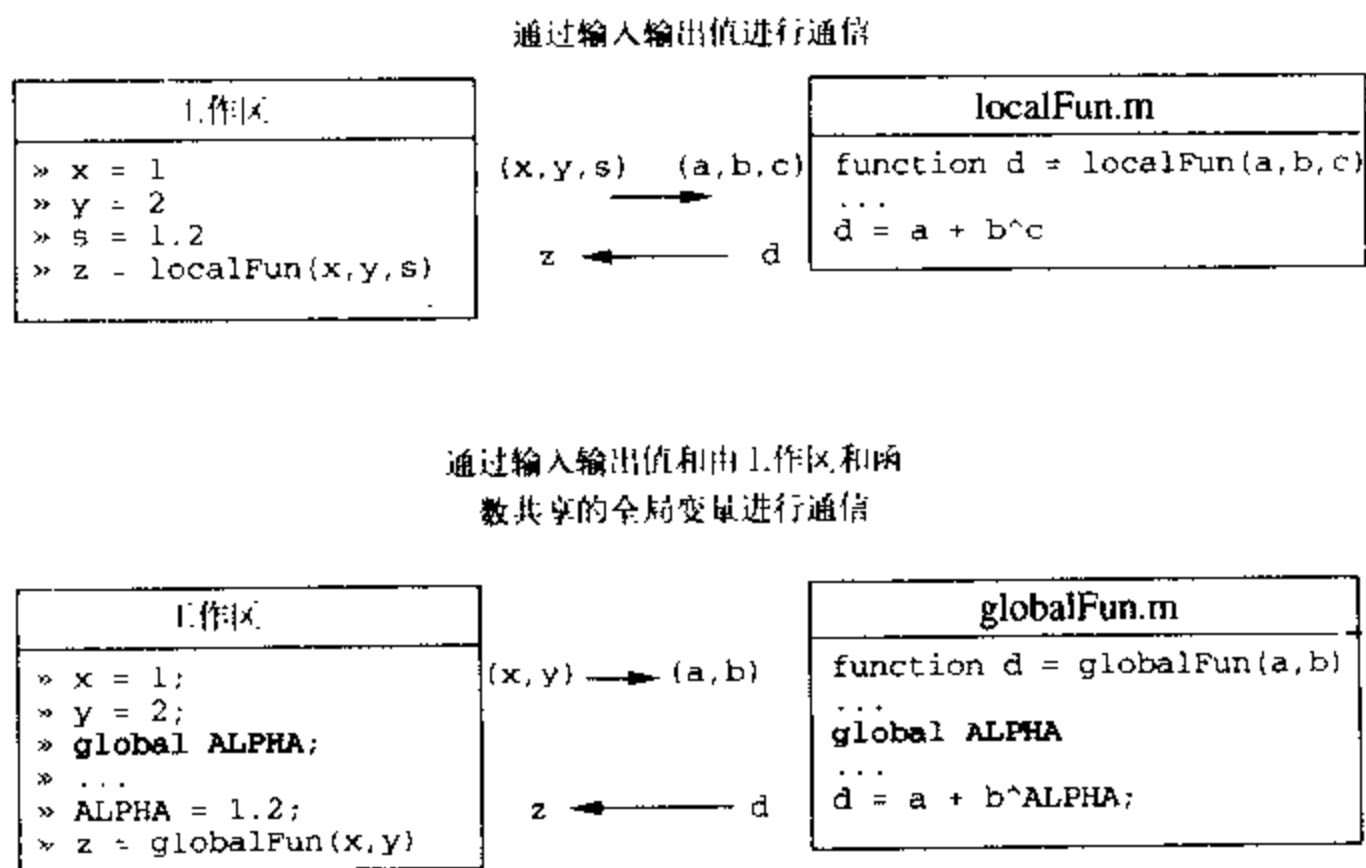 通过输入输出值进行通信
工作区
» x = 1
» y = 2
» s = 1.2
» z = localFun(x,y,s)
(x,y,s) (a,b,c)
z d
localFun.m
function d = localFun(a,b,c)
...
d = a + b^c
通过输入输出值和由工作区和函
数共享的全局变量进行通信
工作区
» x = 1;
» y = 2;
» global ALPHA;
» ...
» ALPHA = 1.2;
» z = globalFun(x,y)
(x,y) (a,b)
z d
globalFun.m
function d = globalFun(a,b)
...
global ALPHA
...
d = a + b^ALPHA;